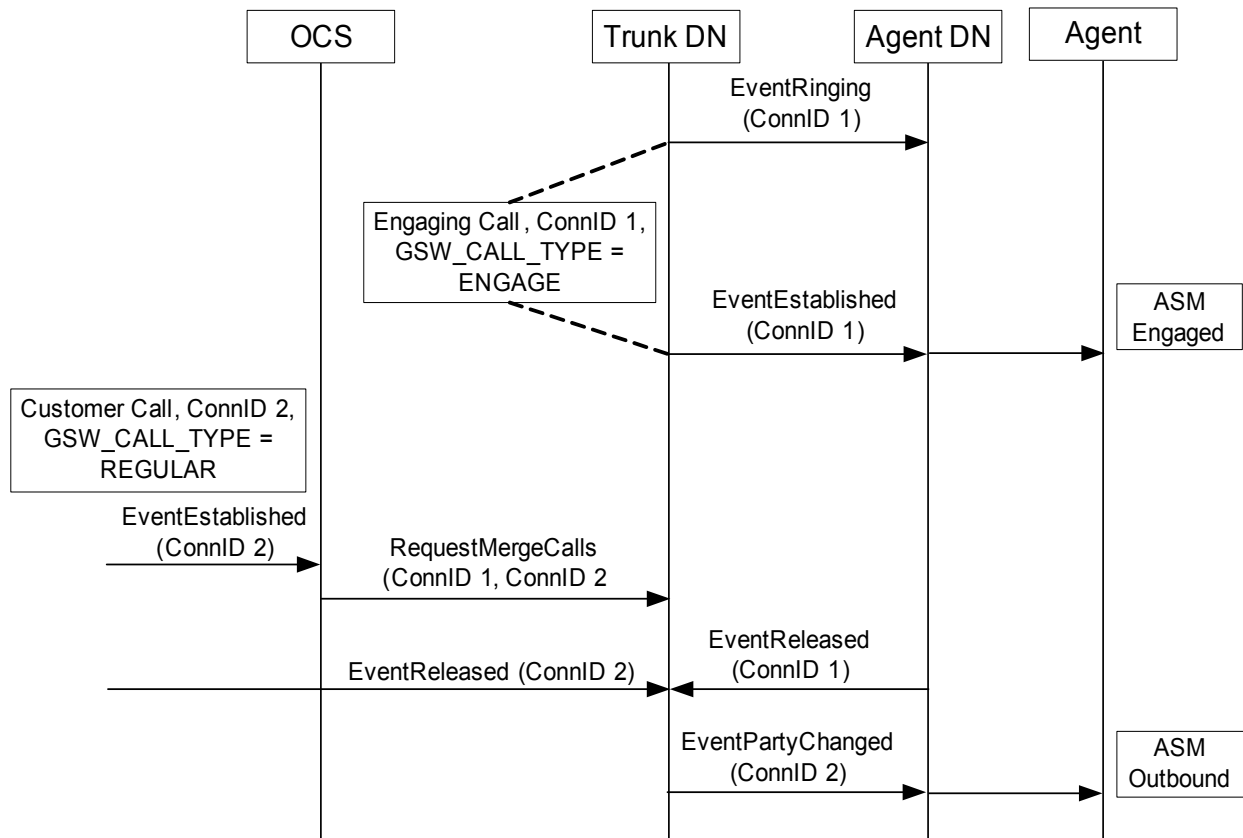 OCS
Trunk DN
Agent DN
Agent
EventRinging
(ConnID 1)
Engaging Call, ConnID 1,
GSW_CALL_TYPE =
ENGAGE
EventEstablished
(ConnID 1)
ASM
Engaged
Customer Call, ConnID 2,
GSW_CALL_TYPE =
REGULAR
EventEstablished
(ConnID 2)
RequestMergeCalls
(ConnID 1, ConnID 2
EventReleased
(ConnID 1)
EventReleased (ConnID 2)
EventPartyChanged
(ConnID 2)
ASM
Outbound